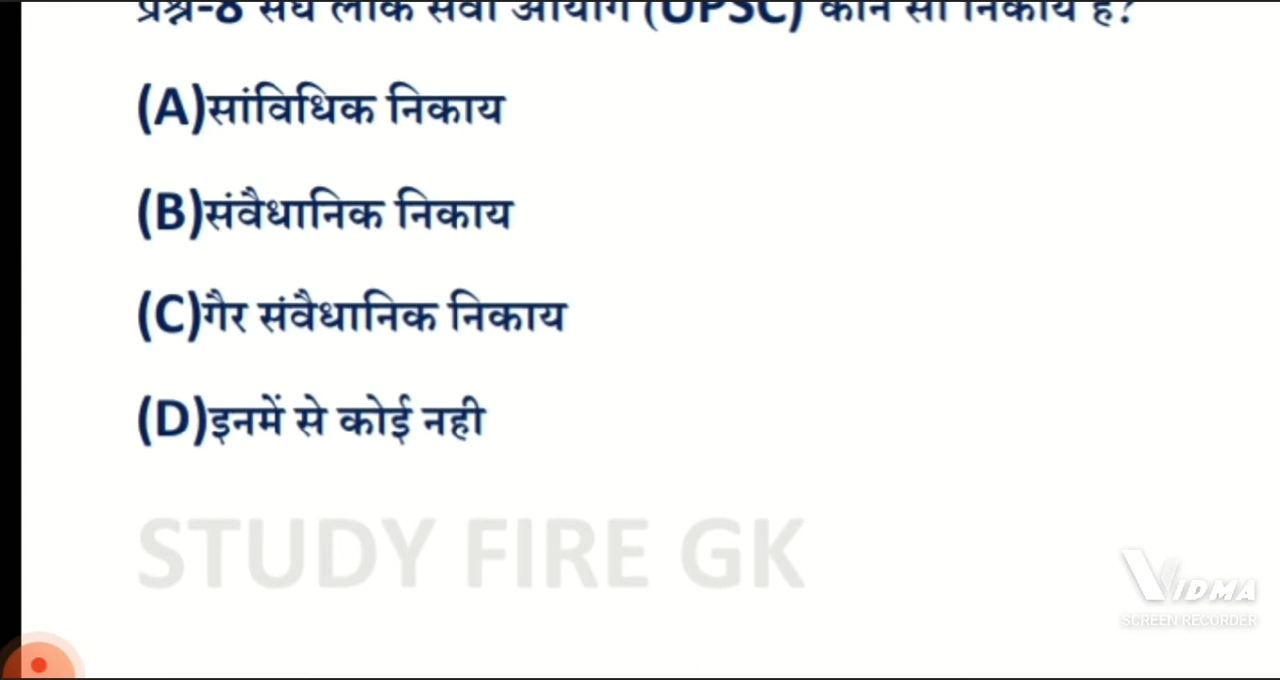 प्रश्न-8 संघ लोक सेवा आयोग (UPSC) कौन सा निकाय है?
(A)सांविधिक निकाय
(B)संवैधानिक निकाय
(C)गैर संवैधानिक निकाय
(D)इनमें से कोई नही
STUDY FIRE GK
VIDMA
SCREEN RECORDER